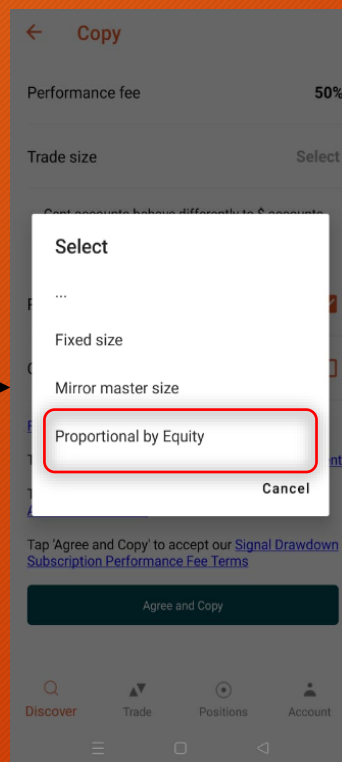 Copy
Performance fee 50%
Trade size Select
Cent accounts behave differently to $ accounts
Select
...
Fixed size
Mirror master size
Proportional by Equity
Cancel
Tap 'Agree and Copy' to accept our Signal Drawdown
Subscription Performance Fee Terms
Agree and Copy
Discover Trade Positions Account